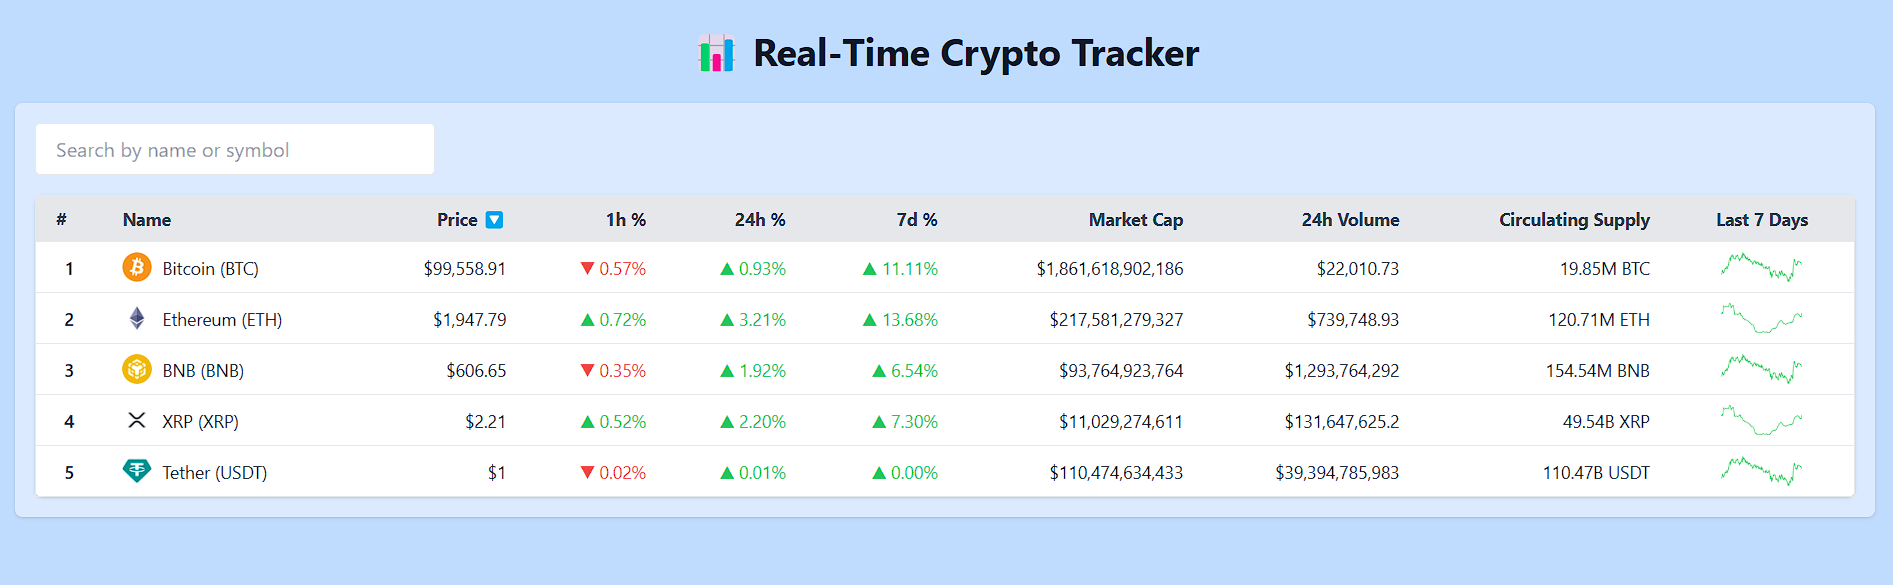 📊 Real-Time Crypto Tracker
Search by name or symbol
# Name Price 🔽 1h % 24h % 7d % Market Cap 24h Volume Circulating Supply Last 7 Days
1 Bitcoin (BTC) $99,558.91 ▼ 0.57% ▲ 0.93% ▲ 11.11% $1,861,618,902,186 $22,010.73 19.85M BTC
2 Ethereum (ETH) $1,947.79 ▲ 0.72% ▲ 3.21% ▲ 13.68% $217,581,279,327 $739,748.93 120.71M ETH
3 BNB (BNB) $606.65 ▼ 0.35% ▲ 1.92% ▲ 6.54% $93,764,923,764 $1,293,764,292 154.54M BNB
4 XRP (XRP) $2.21 ▲ 0.52% ▲ 2.20% ▲ 7.30% $11,029,274,611 $131,647,625.2 49.54B XRP
5 Tether (USDT) $1 ▼ 0.02% ▲ 0.01% ▲ 0.00% $110,474,634,433 $39,394,785,983 110.47B USDT